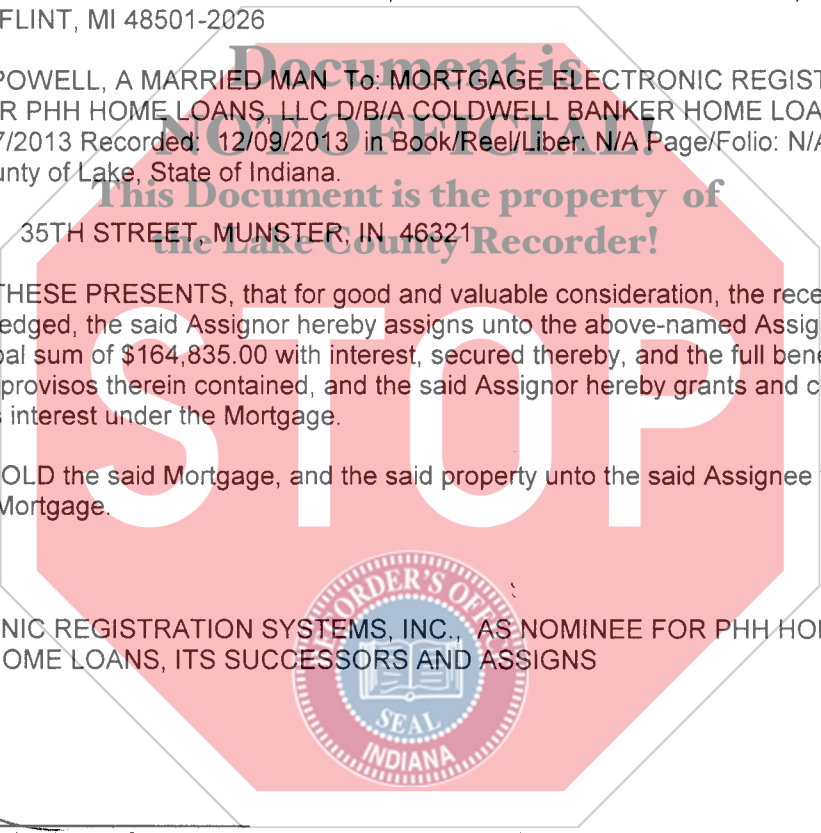 FLINT, MI 48501-2026
Document is
POWELL, A MARRIED MAN To: MORTGAGE ELECTRONIC REGIST
R PHH HOME LOANS, LLC D/B/A COLDWELL BANKER HOME LOA
NOT OFFICIAL!
7/2013 Recorded: 12/09/2013 in Book/Reel/Liber: N/A Page/Folio: N/A
unty of Lake, State of Indiana.
This Document is the property of
35TH STREET, MUNSTER, IN 46321
the Lake County Recorder!
THESE PRESENTS, that for good and valuable consideration, the rece
edged, the said Assignor hereby assigns unto the above-named Assig
pal sum of $164,835.00 with interest, secured thereby, and the full bene
provisos therein contained, and the said Assignor hereby grants and c
s interest under the Mortgage.
STOP
OLD the said Mortgage, and the said property unto the said Assignee
Mortgage.
RECORDER'S OFFICE
NIC REGISTRATION SYSTEMS, INC., AS NOMINEE FOR PHH HO
OME LOANS, ITS SUCCESSORS AND ASSIGNS
SEAL
INDIANA